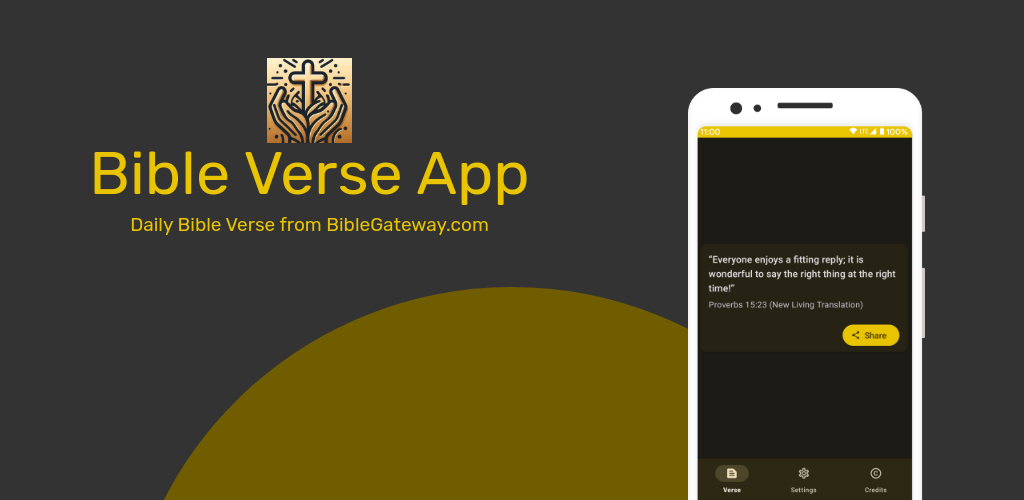 Bible Verse App
Daily Bible Verse from BibleGateway.com
11:00
LTE
100%
“Everyone enjoys a fitting reply; it is
wonderful to say the right thing at the right
time!”
Proverbs 15:23 (New Living Translation)
Share
Verse
Settings
Credits